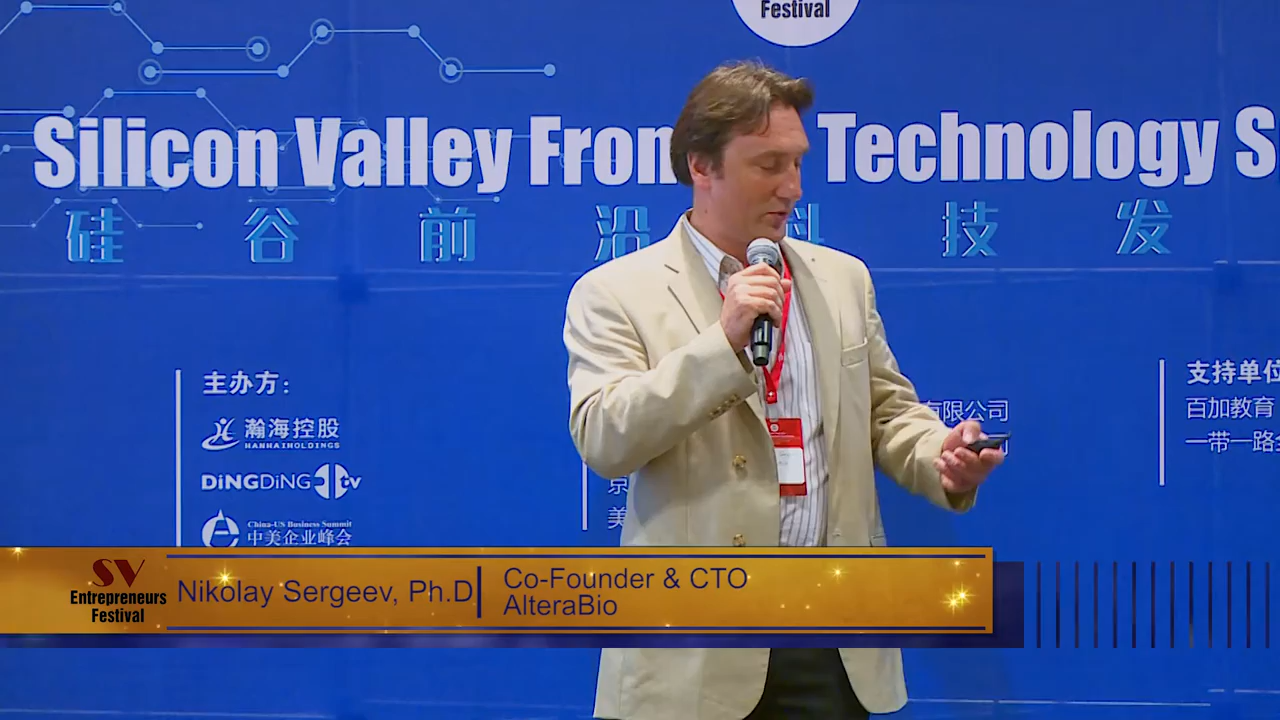 Festival
Silicon Valley Fron Technology S
硅谷前沿科技发
主办方:
瀚海控股
HANHAIHOLDINGS
DiNGDiNG tv
China-US Business Summit
中美企业峰会
京
美
有限公司
支持单位
百加教育
一带一路全
SV
Entrepreneurs
Festival
Nikolay Sergeev, Ph.D
Co-Founder & CTO
AlteraBio